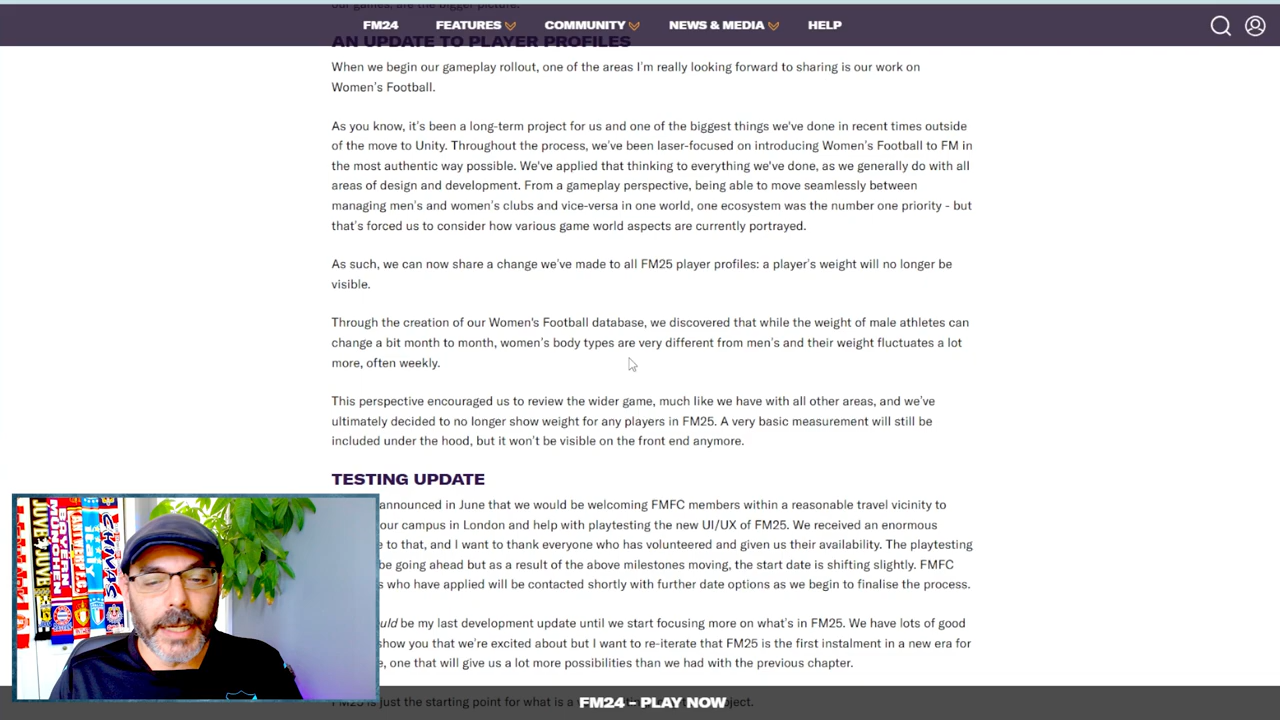 our games, are the bigger picture.
FM24 FEATURES COMMUNITY NEWS & MEDIA HELP
AN UPDATE TO PLAYER PROFILES
When we begin our gameplay rollout, one of the areas I'm really looking forward to sharing is our work on
Women's Football.
As you know, it's been a long-term project for us and one of the biggest things we've done in recent times outside
of the move to Unity. Throughout the process, we've been laser-focused on introducing Women's Football to FM in
the most authentic way possible. We've applied that thinking to everything we've done, as we generally do with all
areas of design and development. From a gameplay perspective, being able to move seamlessly between
managing men's and women's clubs and vice-versa in one world, one ecosystem was the number one priority - but
that's forced us to consider how various game world aspects are currently portrayed.
As such, we can now share a change we've made to all FM25 player profiles: a player's weight will no longer be
visible.
Through the creation of our Women's Football database, we discovered that while the weight of male athletes can
change a bit month to month, women's body types are very different from men's and their weight fluctuates a lot
more, often weekly.
This perspective encouraged us to review the wider game, much like we have with all other areas, and we've
ultimately decided to no longer show weight for any players in FM25. A very basic measurement will still be
included under the hood, but it won't be visible on the front end anymore.
TESTING UPDATE
announced in June that we would be welcoming FMFC members within a reasonable travel vicinity to
our campus in London and help with playtesting the new UI/UX of FM25. We received an enormous
e to that, and I want to thank everyone who has volunteered and given us their availability. The playtesting
be going ahead but as a result of the above milestones moving, the start date is shifting slightly. FMFC
s who have applied will be contacted shortly with further date options as we begin to finalise the process.
uld be my last development update until we start focusing more on what's in FM25. We have lots of good
show you that we're excited about but I want to re-iterate that FM25 is the first instalment in a new era for
e, one that will give us a lot more possibilities than we had with the previous chapter.
FM25 is just the starting point for what is a
FM24 – PLAY NOW
JUVE
BAYERN
MÜNCHEN